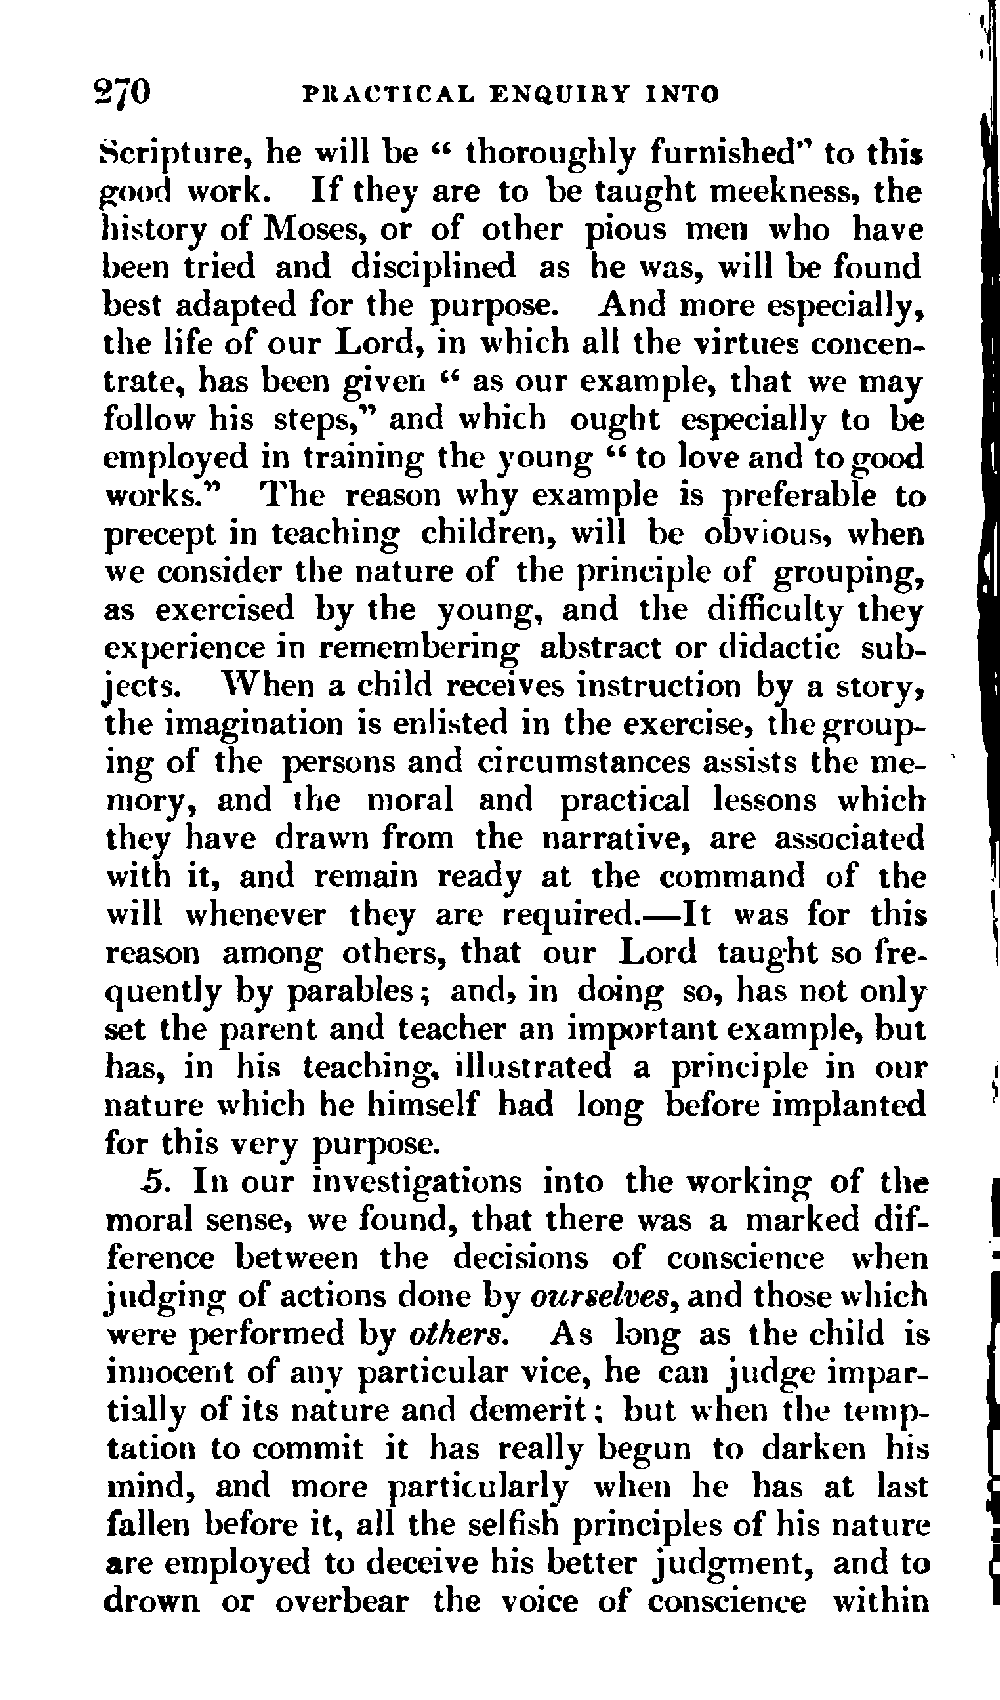 270 PRACTICAL ENQUIRY INTO
Scripture, he will be “ thoroughly furnished” to this
good work. If they are to be taught meekness, the
history of Moses, or of other pious men who have
been tried and disciplined as he was, will be found
best adapted for the purpose. And more especially,
the life of our Lord, in which all the virtues concen-
trate, has been given “ as our example, that we may
follow his steps,” and which ought especially to be
employed in training the young “ to love and to good
works.” The reason why example is preferable to
precept in teaching children, will be obvious, when
we consider the nature of the principle of grouping,
as exercised by the young, and the difficulty they
experience in remembering abstract or didactic sub-
jects. When a child receives instruction by a story,
the imagination is enlisted in the exercise, the group-
ing of the persons and circumstances assists the me-
mory, and the moral and practical lessons which
they have drawn from the narrative, are associated
with it, and remain ready at the command of the
will whenever they are required.—It was for this
reason among others, that our Lord taught so fre-
quently by parables; and, in doing so, has not only
set the parent and teacher an important example, but
has, in his teaching, illustrated a principle in our
nature which he himself had long before implanted
for this very purpose.
5. In our investigations into the working of the
moral sense, we found, that there was a marked dif-
ference between the decisions of conscience when
judging of actions done by ourselves, and those which
were performed by others. As long as the child is
innocent of any particular vice, he can judge impar-
tially of its nature and demerit; but when the temp-
tation to commit it has really begun to darken his
mind, and more particularly when he has at last
fallen before it, all the selfish principles of his nature
are employed to deceive his better judgment, and to
drown or overbear the voice of conscience within